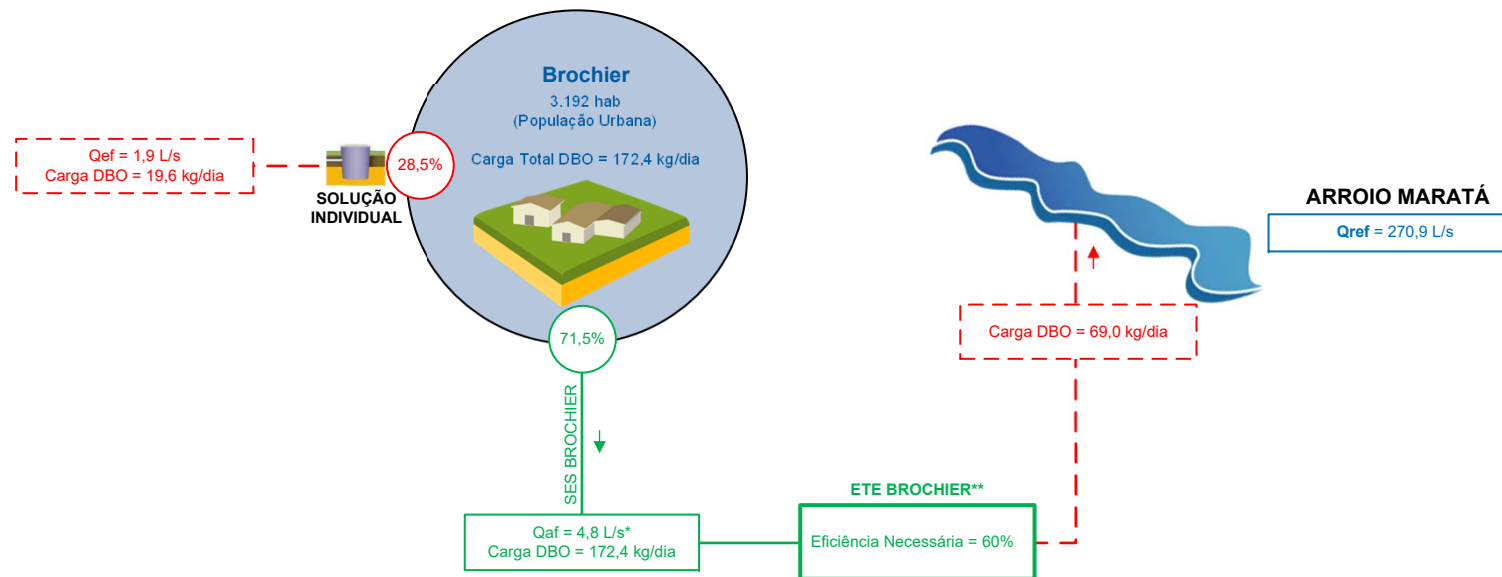 Brochier
3.192 hab
(População Urbana)
Carga Total DBO = 172,4 kg/dia
Qef = 1,9 L/s
Carga DBO = 19,6 kg/dia
28,5%
SOLUÇÃO
INDIVIDUAL
ARROIO MARATÁ
Qref = 270,9 L/s
Carga DBO = 69,0 kg/dia
71,5%
SES BROCHIER
ETE BROCHIER**
Qaf = 4,8 L/s*
Carga DBO = 172,4 kg/dia
Eficiência Necessária = 60%